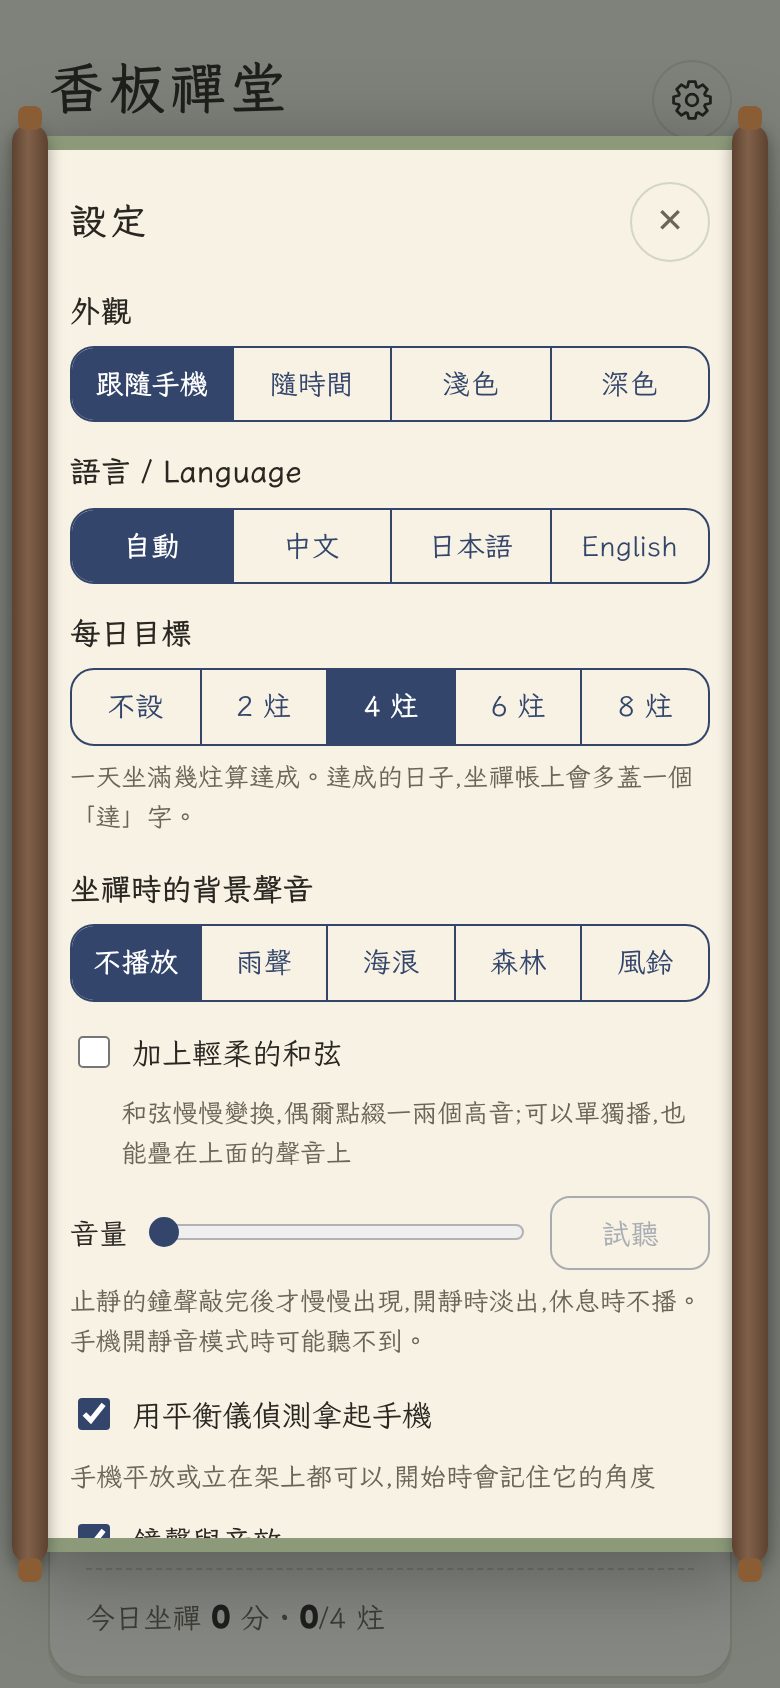 香板禪堂
設定
✕
外觀
跟隨手機 隨時間 淺色 深色
語言 / Language
自動 中文 日本語 English
每日目標
不設 2 炷 4 炷 6 炷 8 炷
一天坐滿幾炷算達成。達成的日子,坐禪帳上會多蓋一個
「達」字。
坐禪時的背景聲音
不播放 雨聲 海浪 森林 風鈴
加上輕柔的和弦
和弦慢慢變換,偶爾點綴一兩個高音;可以單獨播,也
能疊在上面的聲音上
音量 試聽
止靜的鐘聲敲完後才慢慢出現,開靜時淡出,休息時不播。
手機開靜音模式時可能聽不到。
用平衡儀偵測拿起手機
手機平放或立在架上都可以,開始時會記住它的角度
鐘聲與音效
今日坐禪 0 分・0/4 炷